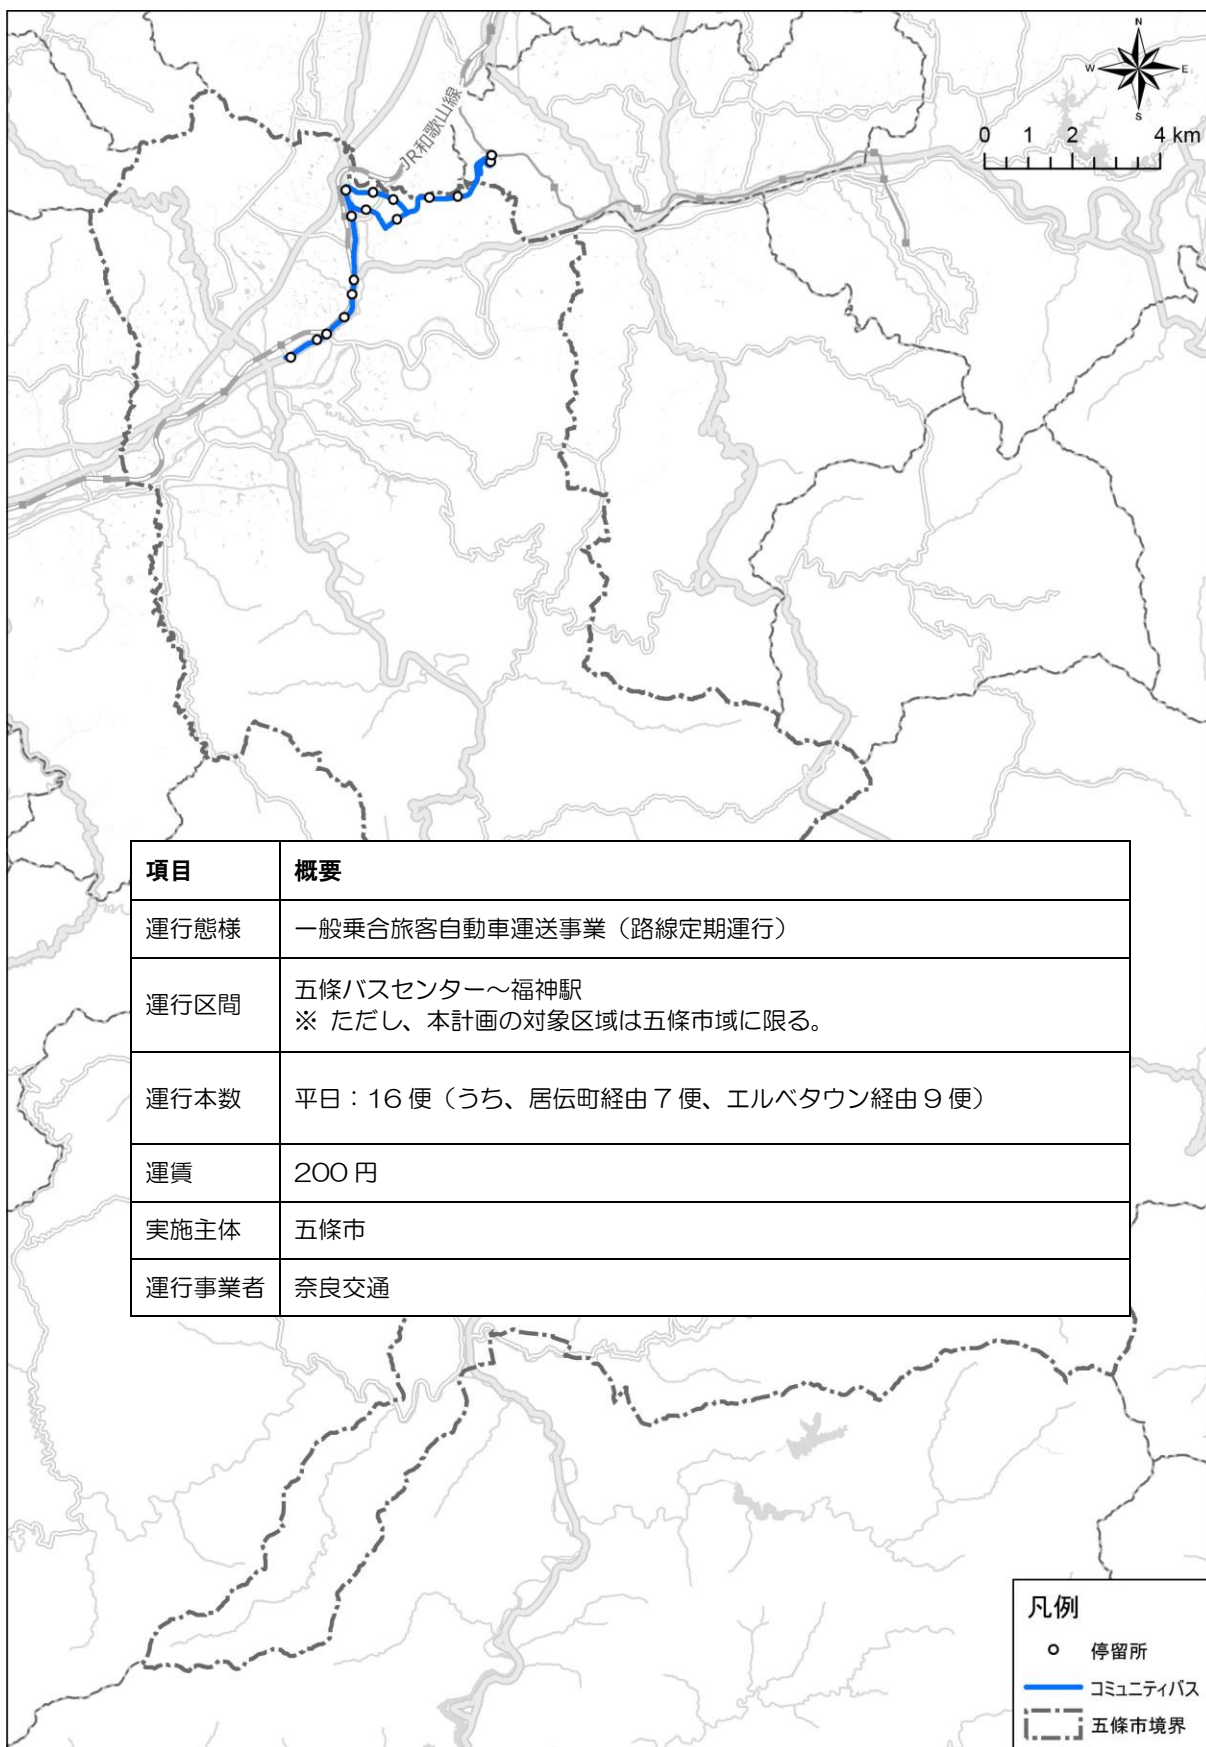 N
W
E
S
0 1 2 4 km
JR和歌山線
項目 概要
運行態様 一般乗合旅客自動車運送事業（路線定期運行）
運行区間 五條バスセンター～福神駅
※ ただし、本計画の対象区域は五條市域に限る。
運行本数 平日：16 便（うち、居伝町経由 7 便、エルベタウン経由 9 便）
運賃 200 円
実施主体 五條市
運行事業者 奈良交通
凡例
停留所
コミュニティバス
五條市境界